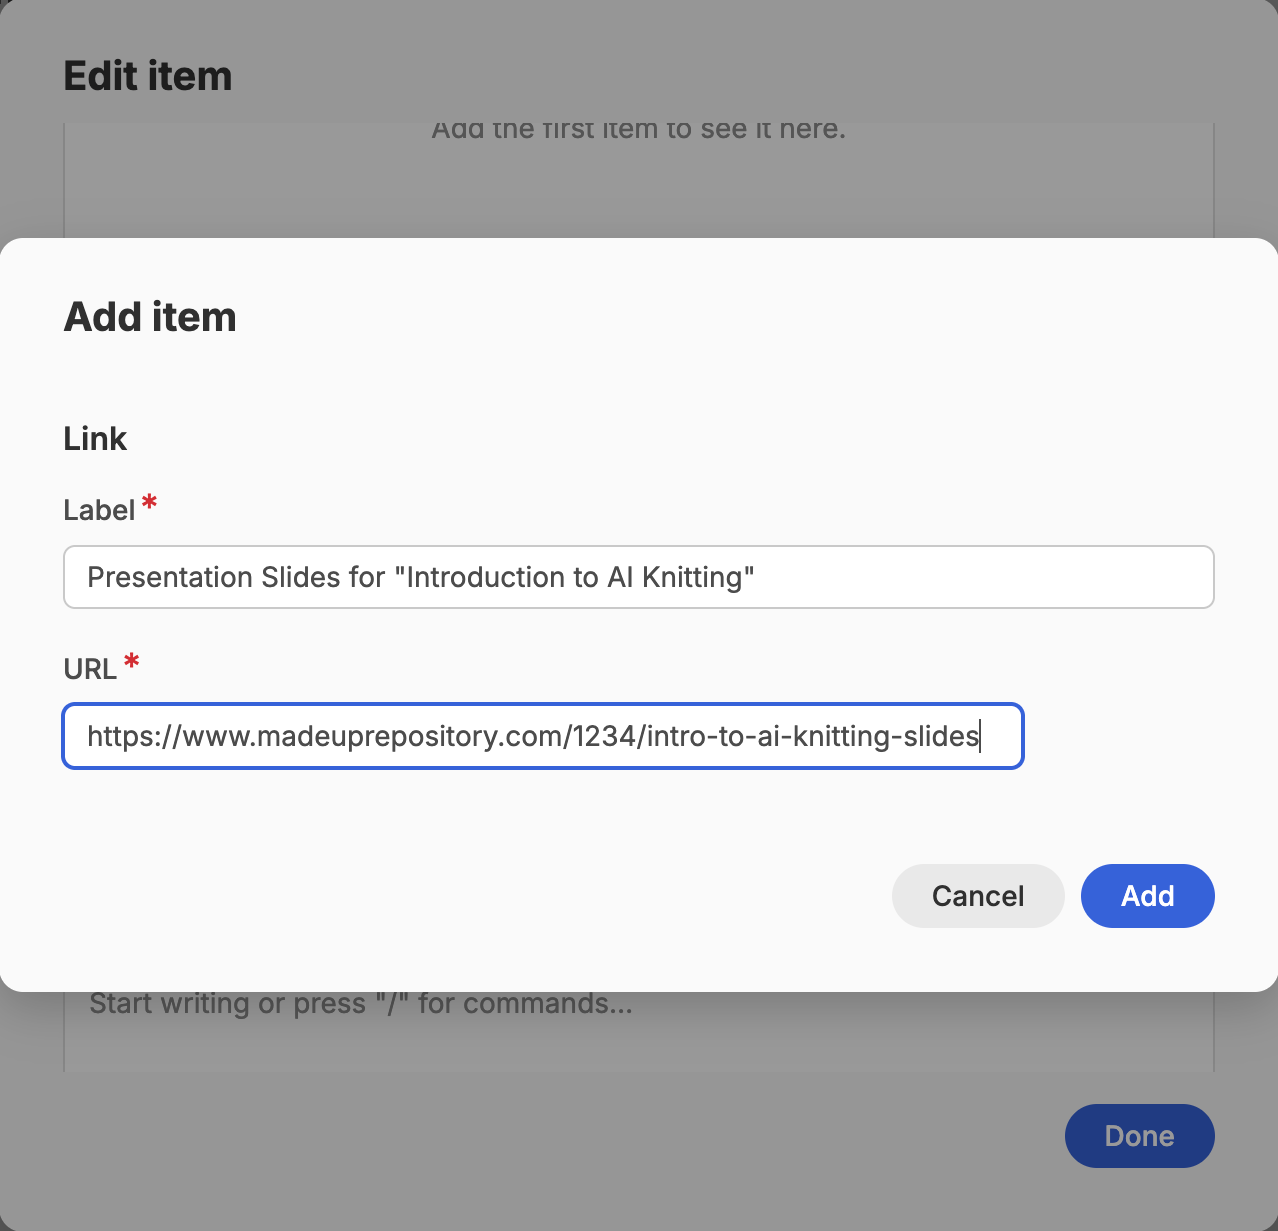 Edit item
Add the first item to see it here.
Add item
Link
Label *
Presentation Slides for "Introduction to AI Knitting"
URL *
https://www.madeuprepository.com/1234/intro-to-ai-knitting-slides
Cancel
Add
Start writing or press "/" for commands...
Done